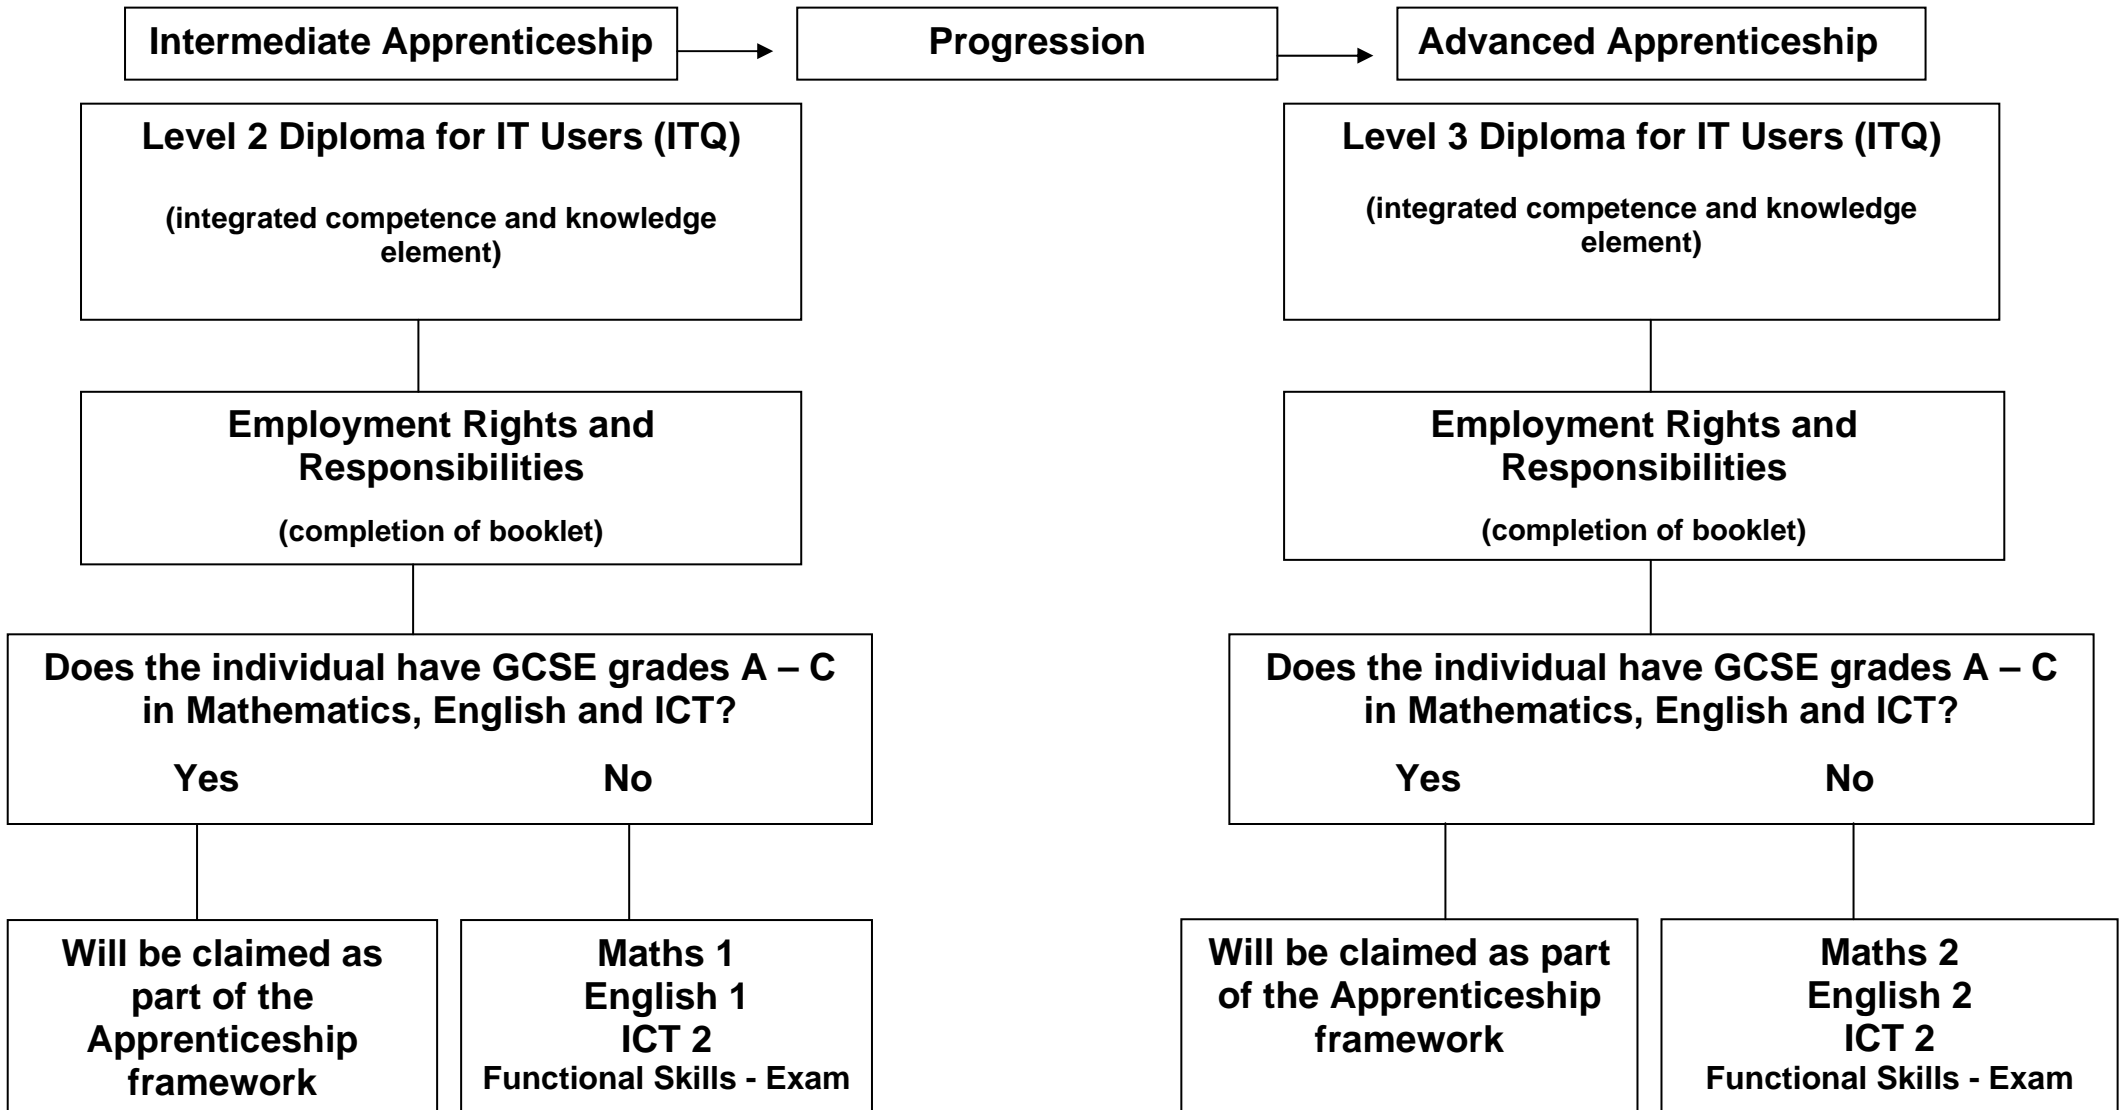 Intermediate Apprenticeship
Progression
Advanced Apprenticeship
Level 2 Diploma for IT Users (ITQ)
(integrated competence and knowledge
element)
Employment Rights and
Responsibilities
(completion of booklet)
Does the individual have GCSE grades A – C
in Mathematics, English and ICT?
Yes No
Will be claimed as
part of the
Apprenticeship
framework
Maths 1
English 1
ICT 2
Functional Skills - Exam
Level 3 Diploma for IT Users (ITQ)
(integrated competence and knowledge
element)
Employment Rights and
Responsibilities
(completion of booklet)
Does the individual have GCSE grades A – C
in Mathematics, English and ICT?
Yes No
Will be claimed as part
of the Apprenticeship
framework
Maths 2
English 2
ICT 2
Functional Skills - Exam